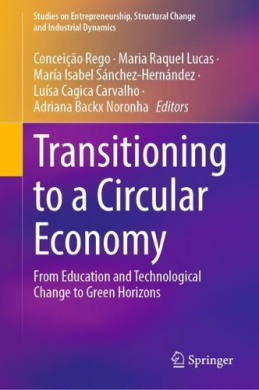 Studies on Entrepreneurship, Structural Change
and Industrial Dynamics
Conceição Rego · Maria Raquel Lucas ·
María Isabel Sánchez-Hernández ·
Luísa Cagica Carvalho ·
Adriana Backx Noronha Editors
Transitioning
to a Circular
Economy
From Education and Technological
Change to Green Horizons
Springer